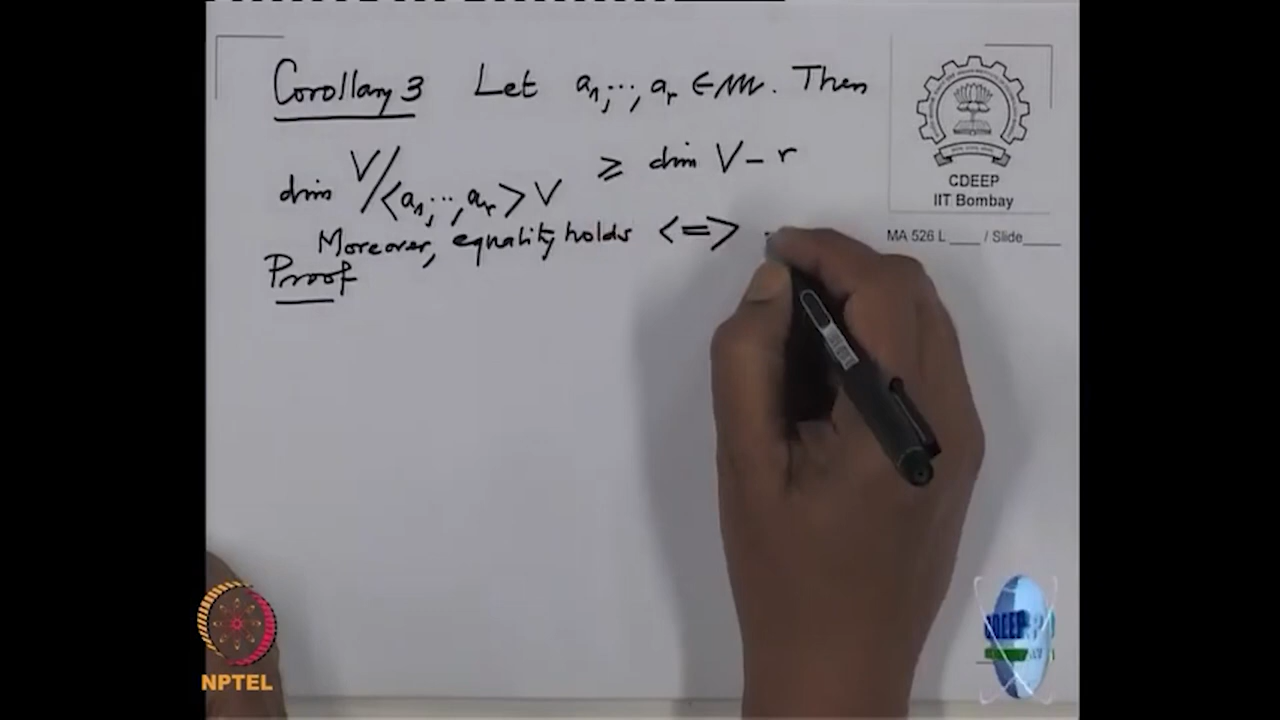 Corollary 3 Let a₁,..., aᵣ ∈ 𝔪. Then
dim V/<a₁,..., aᵣ>V ≥ dim V - r
Moreover, equality holds <=>
Proof
CDEEP
IIT Bombay
MA 526 L ____ / Slide____
NPTEL
CDEEP